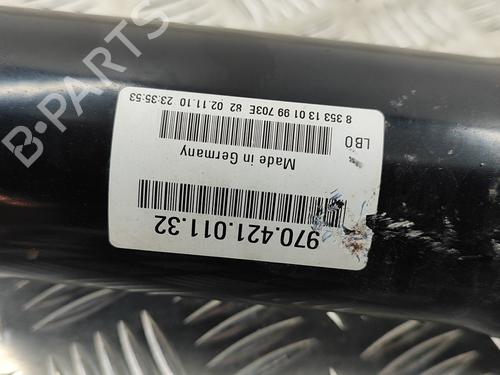 970.421.011.32
Made in Germany
LBO
8 353 13 01 99 703E 82 02.11.10 23:35:53
B-PARTS